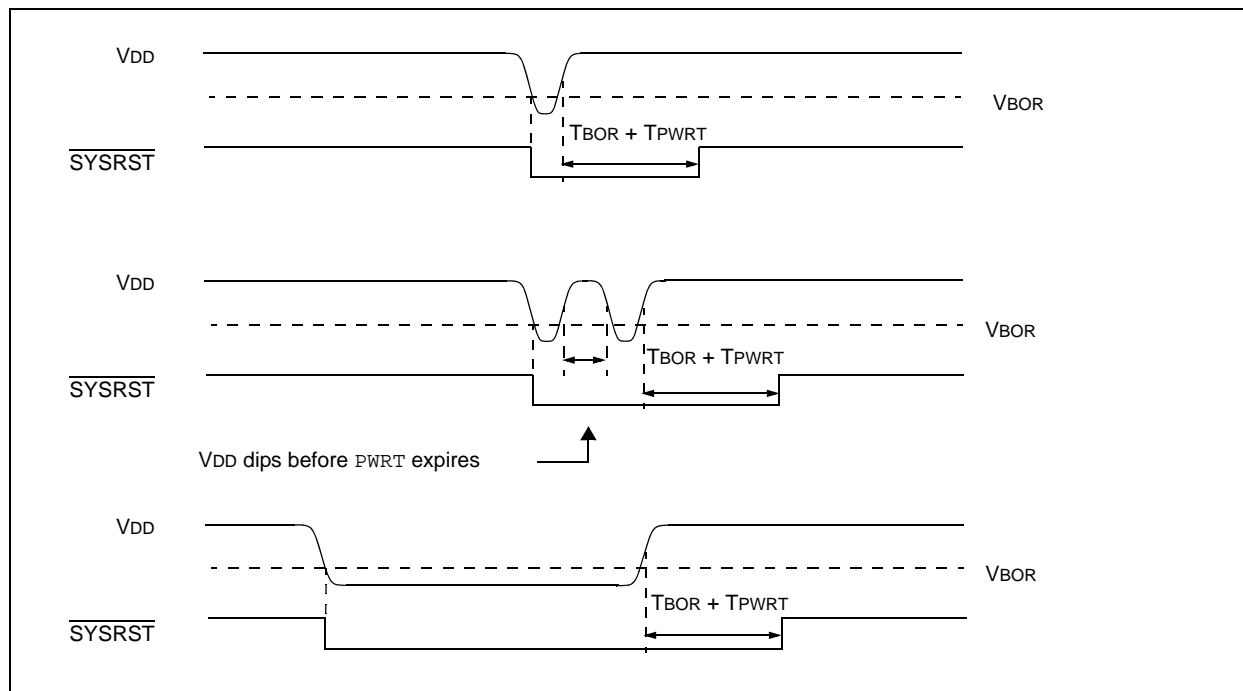 VDD
VBOR
TBOR + TPWRT
SYSRST
VDD
VBOR
TBOR + TPWRT
SYSRST
VDD dips before PWRT expires
VDD
VBOR
TBOR + TPWRT
SYSRST